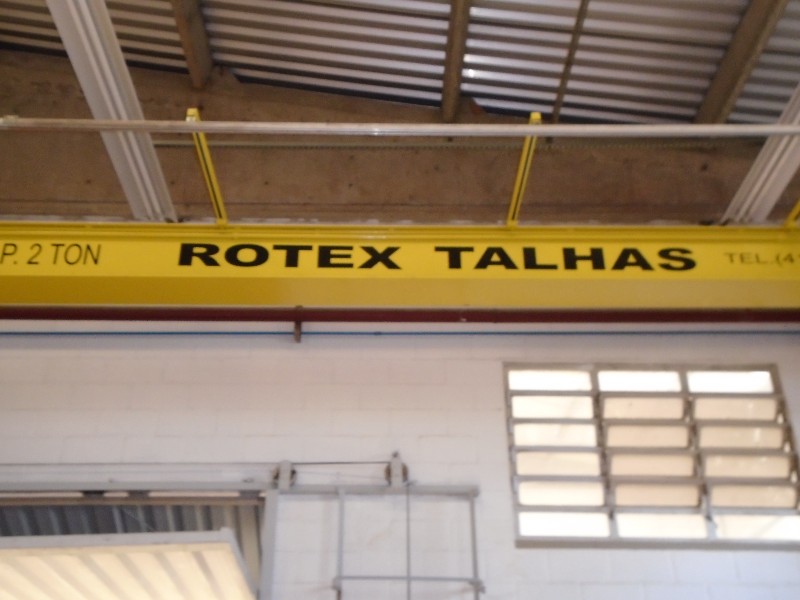 P. 2 TON ROTEX TALHAS TEL.(4